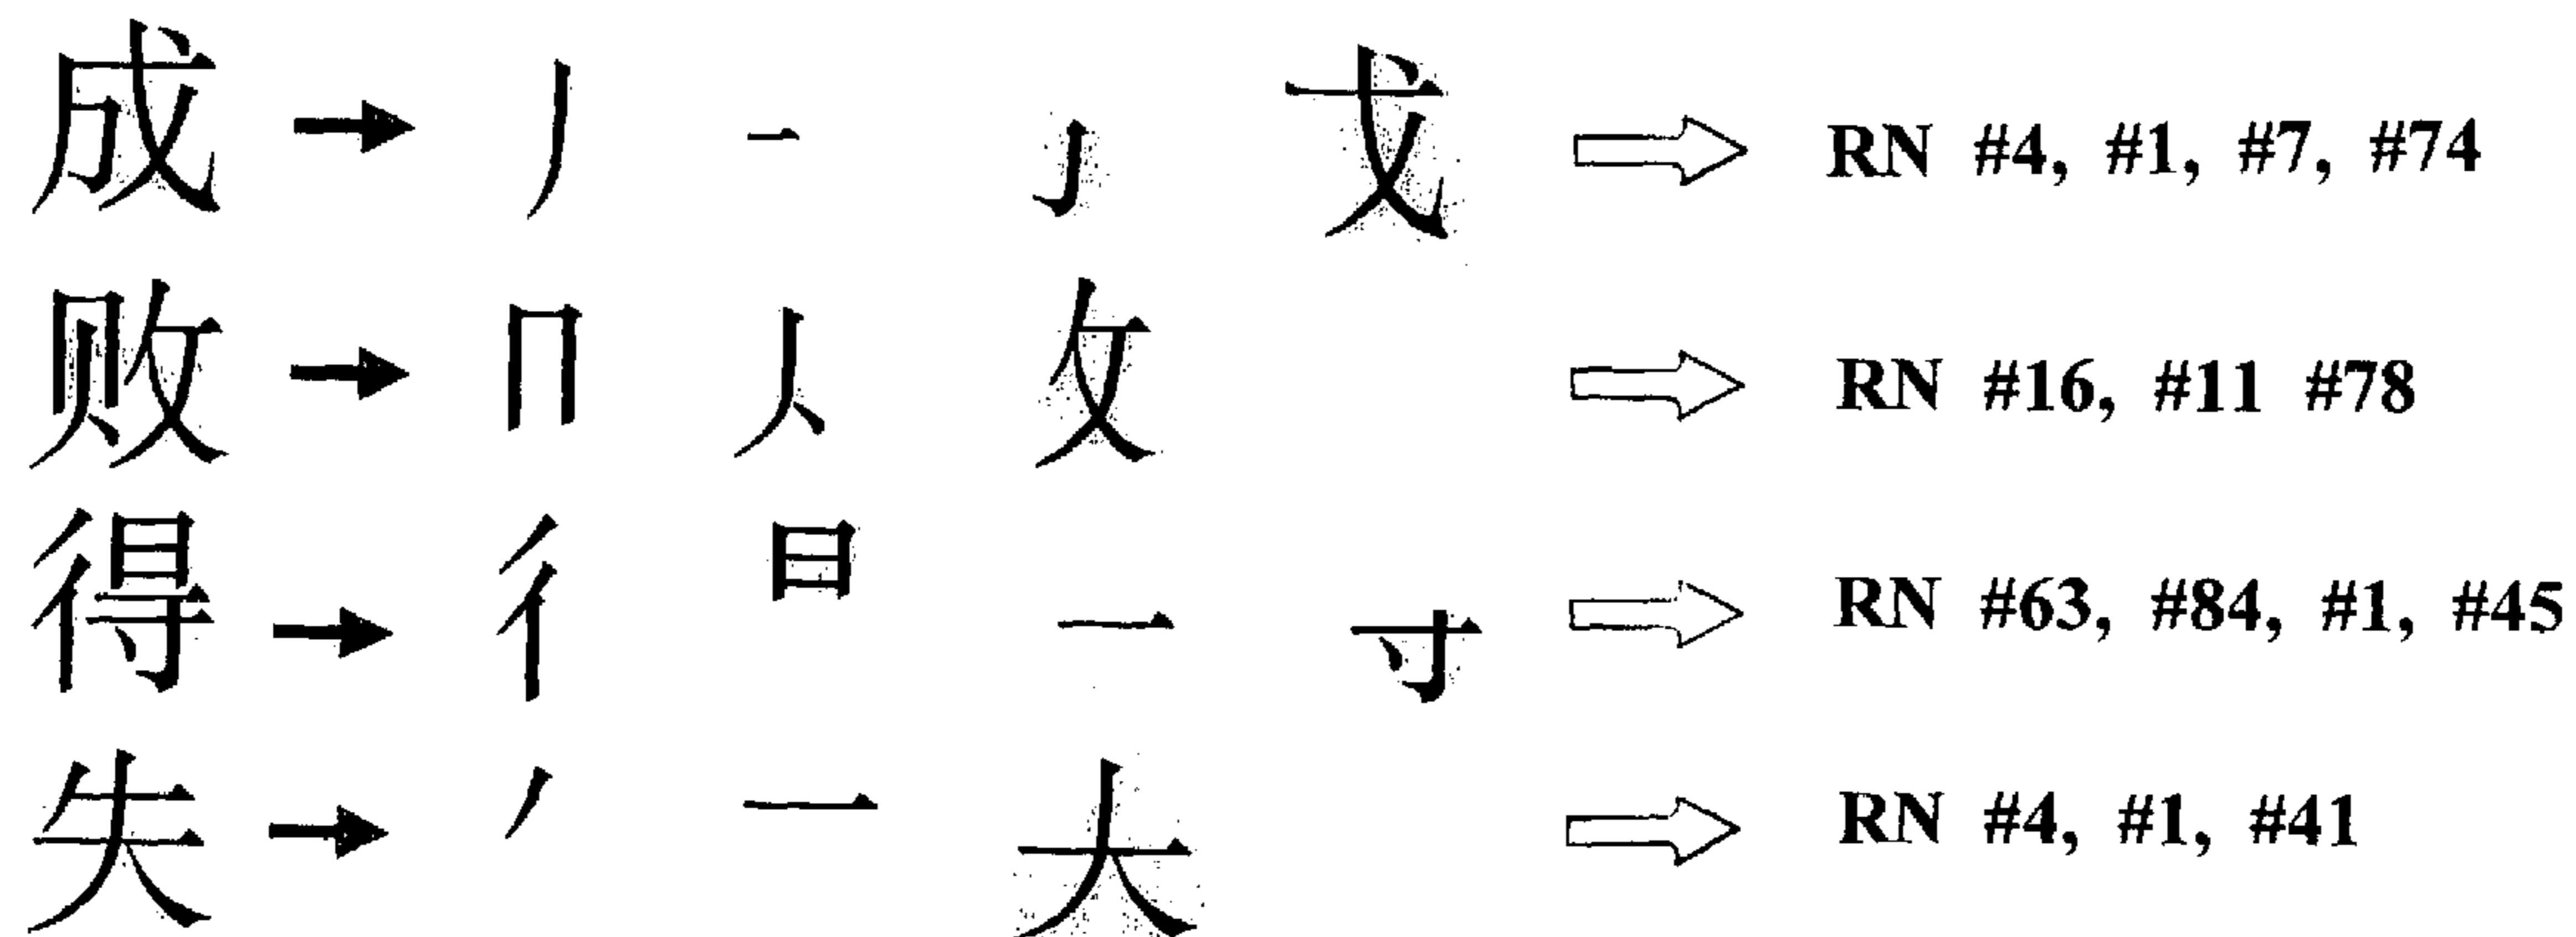 成 → 丿 ㇀ 亅 戈 ⇒ RN #4, #1, #7, #74
败 → 冂 人 攵 ⇒ RN #16, #11 #78
得 → 彳 日 一 寸 ⇒ RN #63, #84, #1, #45
失 → 丿 一 大 ⇒ RN #4, #1, #41